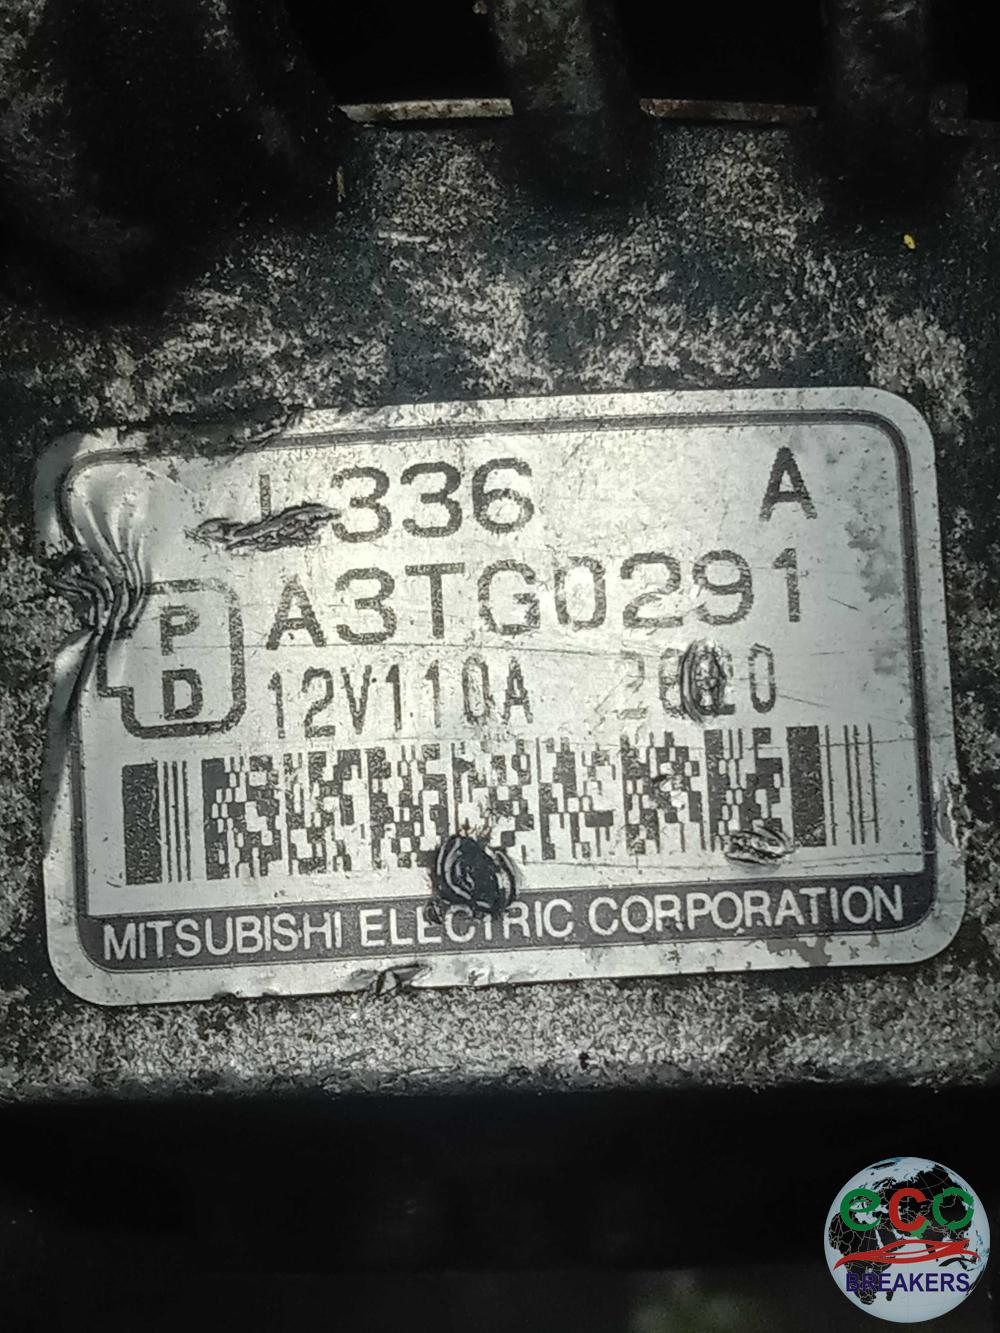 336 A
A3TG0291
P
D
12V110A
MITSUBISHI ELECTRIC CORPORATION
eco
BREAKERS